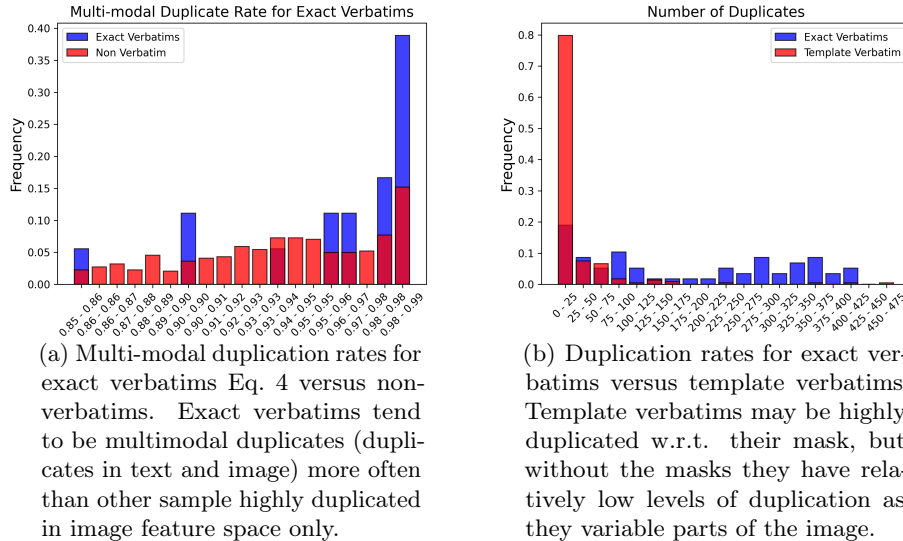 Multi-modal Duplicate Rate for Exact Verbatims
Exact Verbatims
Non Verbatim
Frequency
0.40
0.35
0.30
0.25
0.20
0.15
0.10
0.05
0.00
0.85 - 0.86
0.86 - 0.86
0.86 - 0.87
0.87 - 0.88
0.88 - 0.89
0.89 - 0.90
0.90 - 0.90
0.90 - 0.91
0.91 - 0.92
0.92 - 0.93
0.93 - 0.93
0.93 - 0.94
0.94 - 0.95
0.95 - 0.95
0.95 - 0.96
0.96 - 0.97
0.97 - 0.98
0.98 - 0.98
0.98 - 0.99
(a) Multi-modal duplication rates for
exact verbatims Eq. 4 versus non-
verbatims. Exact verbatims tend
to be multimodal duplicates (dupli-
cates in text and image) more often
than other sample highly duplicated
in image feature space only.
Number of Duplicates
Exact Verbatims
Template Verbatim
Frequency
0.8
0.7
0.6
0.5
0.4
0.3
0.2
0.1
0.0
0 - 25
25 - 50
50 - 75
75 - 100
100 - 125
125 - 150
150 - 175
175 - 200
200 - 225
225 - 250
250 - 275
275 - 300
300 - 325
325 - 350
350 - 375
375 - 400
400 - 425
425 - 450
450 - 475
(b) Duplication rates for exact ver-
batims versus template verbatims
Template verbatims may be highly
duplicated w.r.t. their mask, but
without the masks they have rela-
tively low levels of duplication as
they variable parts of the image.